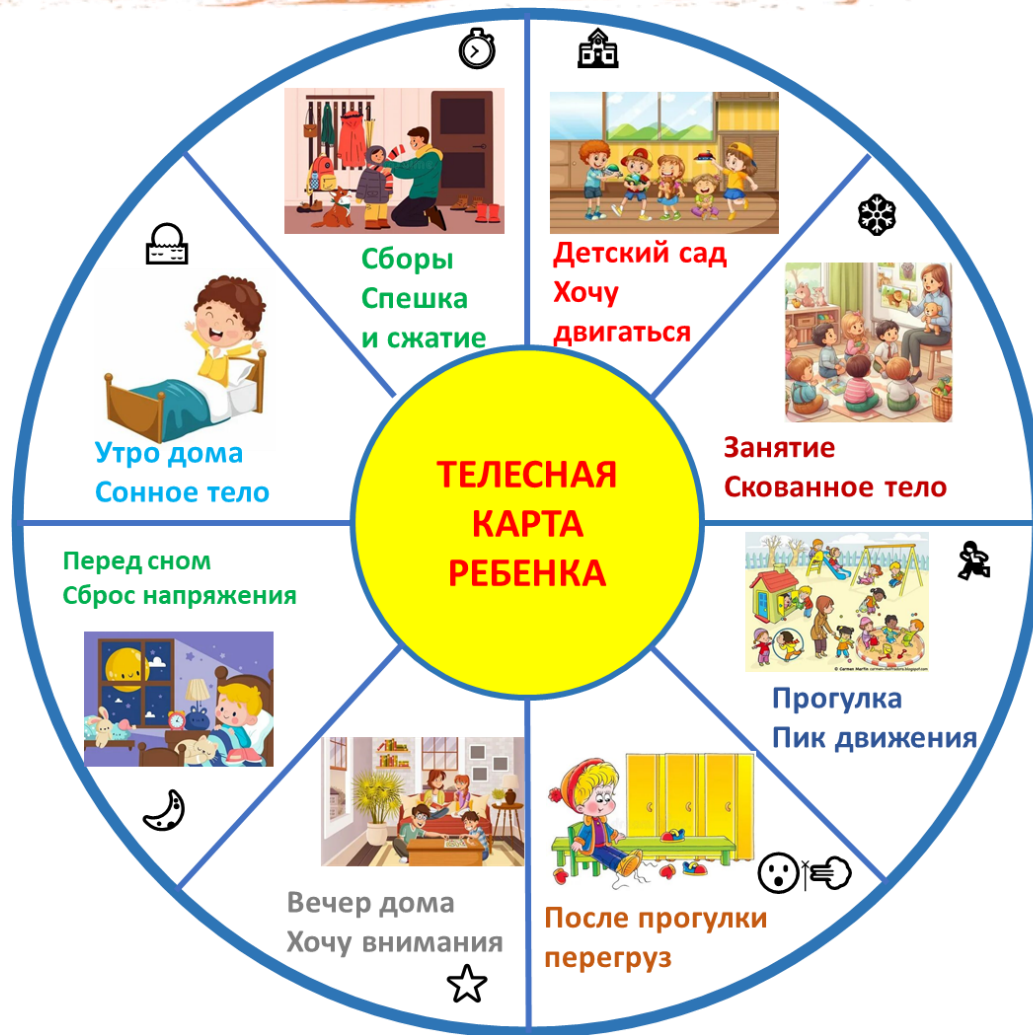 Сборы
Спешка
и сжатие
Детский сад
Хочу
двигаться
Утро дома
Сонное тело
Занятие
Скованное тело
ТЕЛЕСНАЯ
КАРТА
РЕБЕНКА
Перед сном
Сброс напряжения
Прогулка
Пик движения
Вечер дома
Хочу внимания
После прогулки
перегруз